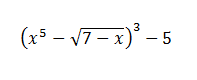 (x⁵ − √(7 − x))³ − 5